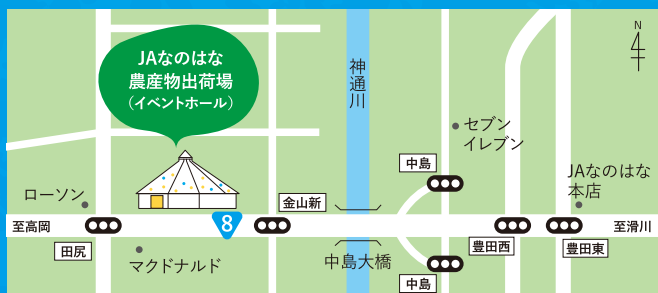 JAなのはな
農産物出荷場
（イベントホール）
N
4
神通川
セブン
イレブン
中島
JAなのはな
本店
ローソン
金山新
8
至高岡
至滑川
田尻
マクドナルド
中島大橋
豊田西
豊田東
中島